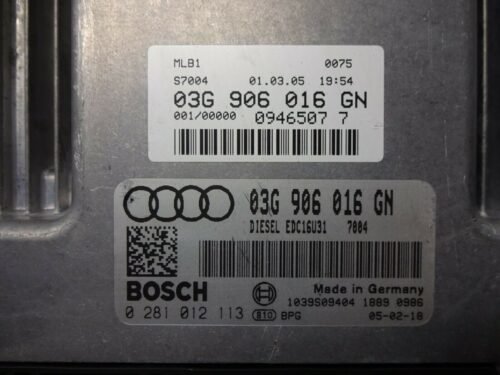 MLB1 0075
S7004 01.03.05 19:54
03G 906 016 GN
001/00000 0946507 7
03G 906 016 GN
DIESEL EDC16U31 7004
BOSCH
Made in Germany
0 281 012 113
1039S09404 1889 0986
S10 BPG 05-02-18